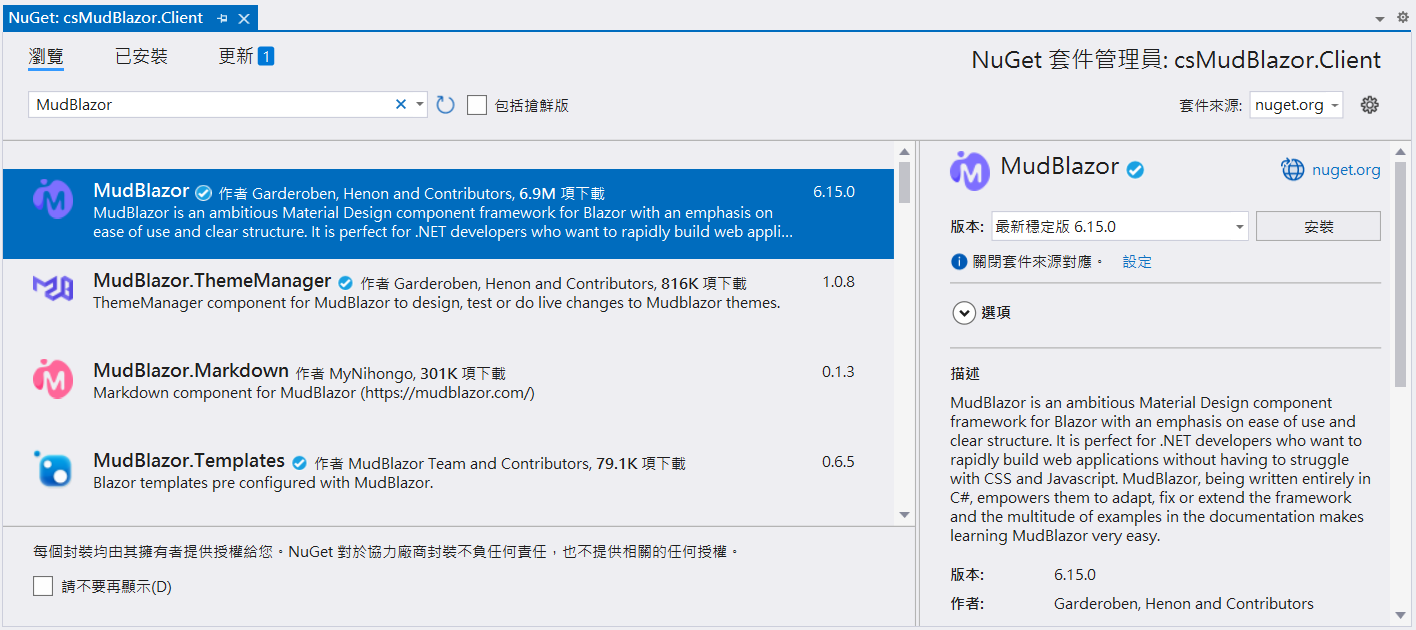 NuGet: csMudBlazor.Client
瀏覽 已安裝 更新 1
NuGet 套件管理員: csMudBlazor.Client
MudBlazor
包括搶鮮版
套件來源: nuget.org
MudBlazor 作者 Garderoben, Henon and Contributors, 6.9M 項下載 6.15.0
MudBlazor is an ambitious Material Design component framework for Blazor with an emphasis on
ease of use and clear structure. It is perfect for .NET developers who want to rapidly build web appli...
MudBlazor.ThemeManager 作者 Garderoben, Henon and Contributors, 816K 項下載 1.0.8
ThemeManager component for MudBlazor to design, test or do live changes to Mudblazor themes.
MudBlazor.Markdown 作者 MyNihongo, 301K 項下載 0.1.3
Markdown component for MudBlazor (https://mudblazor.com/)
MudBlazor.Templates 作者 MudBlazor Team and Contributors, 79.1K 項下載 0.6.5
Blazor templates pre configured with MudBlazor.
每個封裝均由其擁有者提供授權給您。NuGet 對於協力廠商封裝不負任何責任，也不提供相關的任何授權。
請不要再顯示(D)
MudBlazor
nuget.org
版本: 最新穩定版 6.15.0 安裝
關閉套件來源對應。 設定
選項
描述
MudBlazor is an ambitious Material Design component
framework for Blazor with an emphasis on ease of use and
clear structure. It is perfect for .NET developers who want to
rapidly build web applications without having to struggle
with CSS and Javascript. MudBlazor, being written entirely in
C#, empowers them to adapt, fix or extend the framework
and the multitude of examples in the documentation makes
learning MudBlazor very easy.
版本: 6.15.0
作者: Garderoben, Henon and Contributors